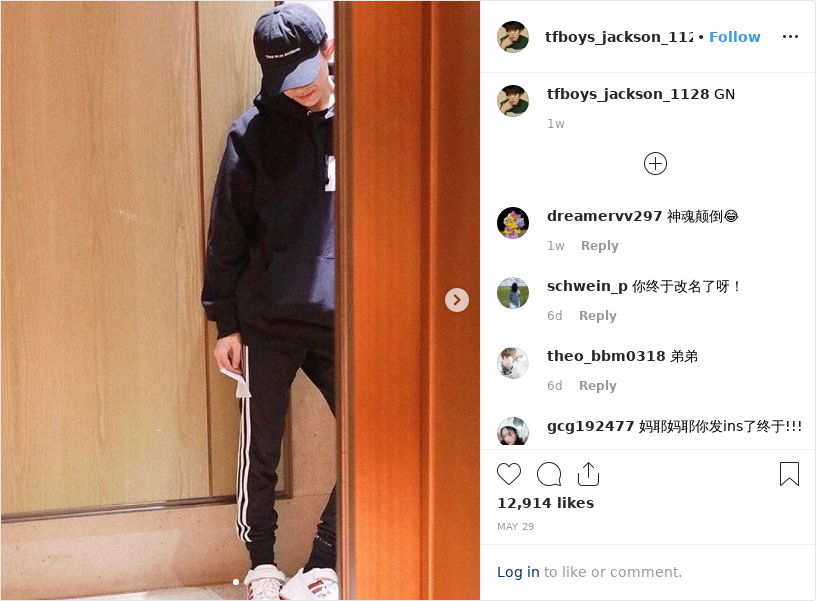 tfboys_jackson_112 • Follow
tfboys_jackson_1128 GN
1w
dreamervv297 神魂颠倒😂
1w Reply
schwein_p 你终于改名了呀！
6d Reply
theo_bbm0318 弟弟
6d Reply
gcg192477 妈耶妈耶你发ins了终于!!!
12,914 likes
MAY 29
Log in to like or comment.